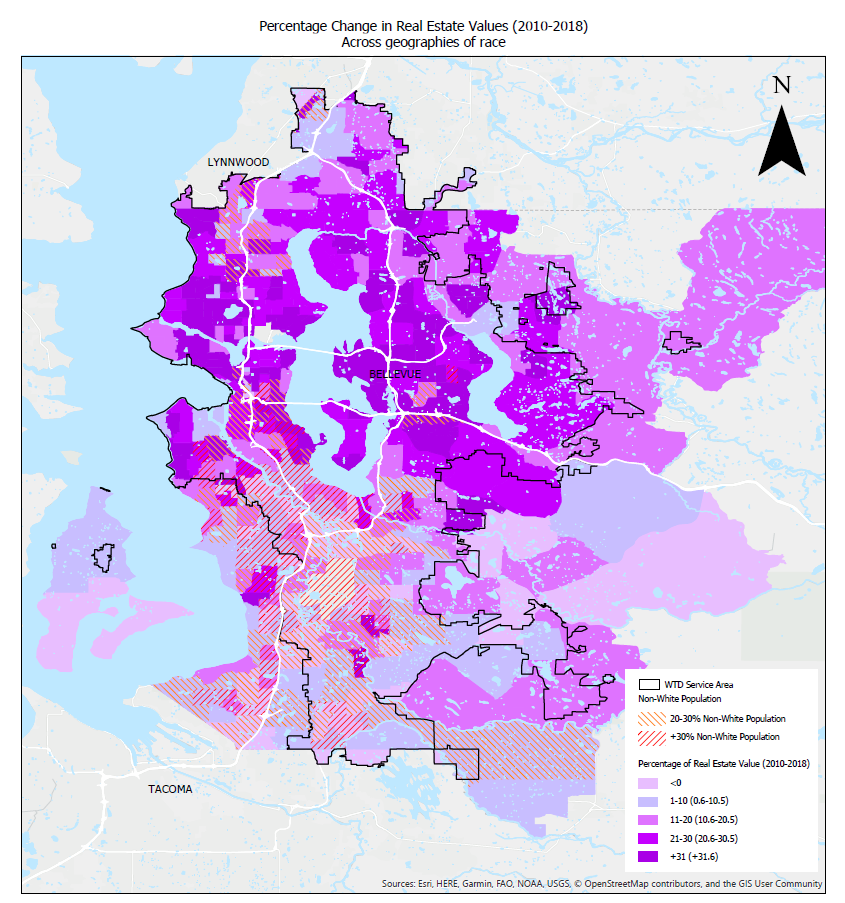 Percentage Change in Real Estate Values (2010-2018)
Across geographies of race
N
LYNNWOOD
BELLEVUE
TACOMA
WTD Service Area
Non-White Population
20-30% Non-White Population
+30% Non-White Population
Percentage of Real Estate Value (2010-2018)
<0
1-10 (0.6-10.5)
11-20 (10.6-20.5)
21-30 (20.6-30.5)
+31 (+31.6)
Sources: Esri, HERE, Garmin, FAO, NOAA, USGS, © OpenStreetMap contributors, and the GIS User Community